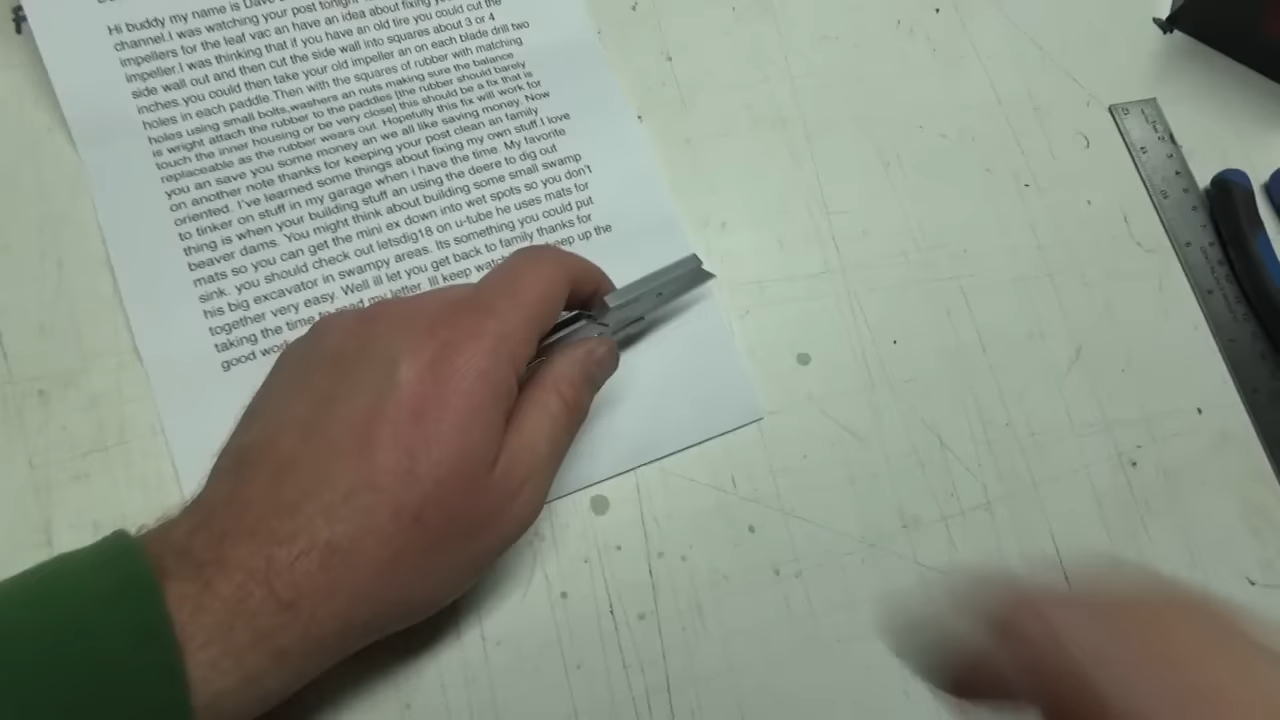 Hi buddy my name is Dave
channel.I was watching your post tonight
impellers for the leaf vac an have an idea about fixing
impeller.I was thinking that if you have an old tire you could cut the
side wall out and then cut the side wall into squares about 3 or 4
inches.you could then take your old impeller an on each blade drill two
holes in each paddle.Then with the squares of rubber with matching
holes using small bolts,washers an nuts making sure the balance
is wright attach the rubber to the paddles [the rubber should barely
touch the inner housing or be very close] this should be a fix that is
replaceable as the rubber wears out. Hopefully this fix will work for
you an save you some money an we all like saving money. Now
on another note thanks for keeping your post clean an family
oriented. I've learned some things about fixing my own stuff.I love
to tinker on stuff in my garage when i have the time. My favorite
thing is when your building stuff an using the deere to dig out
beaver dams. You might think about building some small swamp
mats so you can get the mini ex down into wet spots so you don't
sink. you should check out letsdig18 on u-tube he uses mats for
his big excavator in swampy areas. Its something you could put
together very easy. Well ill let you get back to family thanks for
taking the time to read my letter. Ill keep up the
good